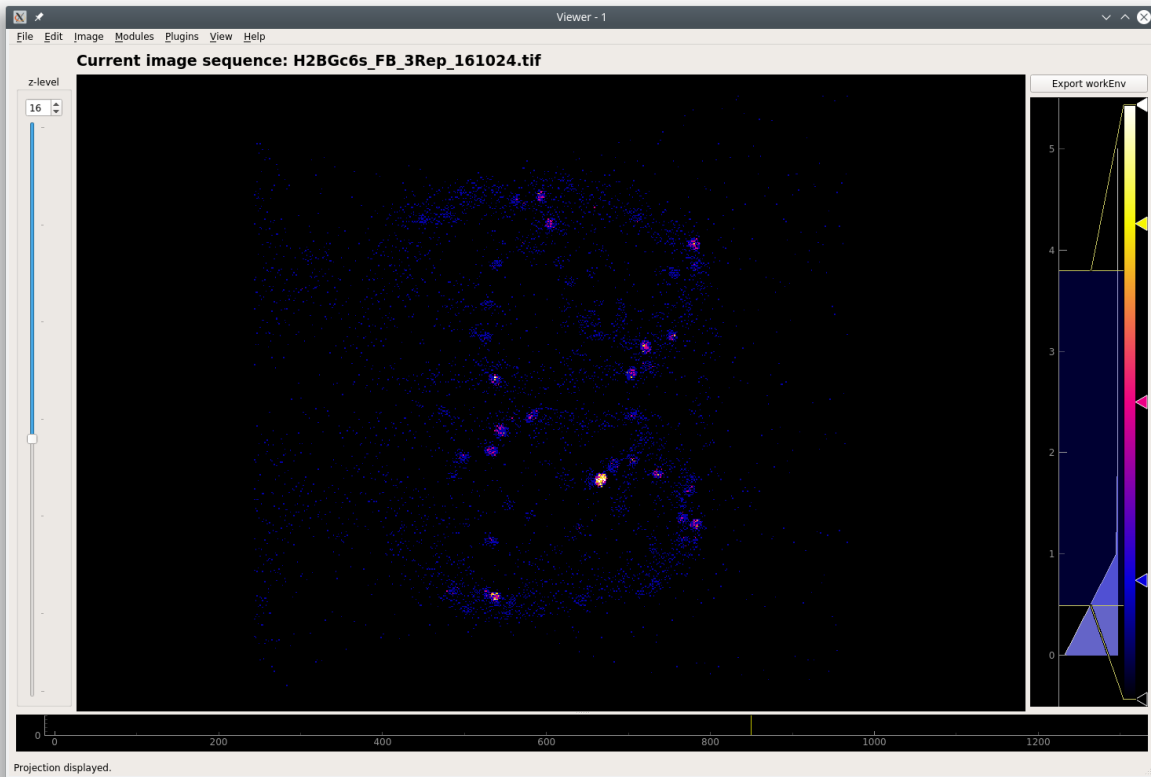 Viewer - 1
File Edit Image Modules Plugins View Help
Current image sequence: H2BGc6s_FB_3Rep_161024.tif
z-level
16
Export workEnv
5
4
3
2
1
0
0
0 200 400 600 800 1000 1200
Projection displayed.